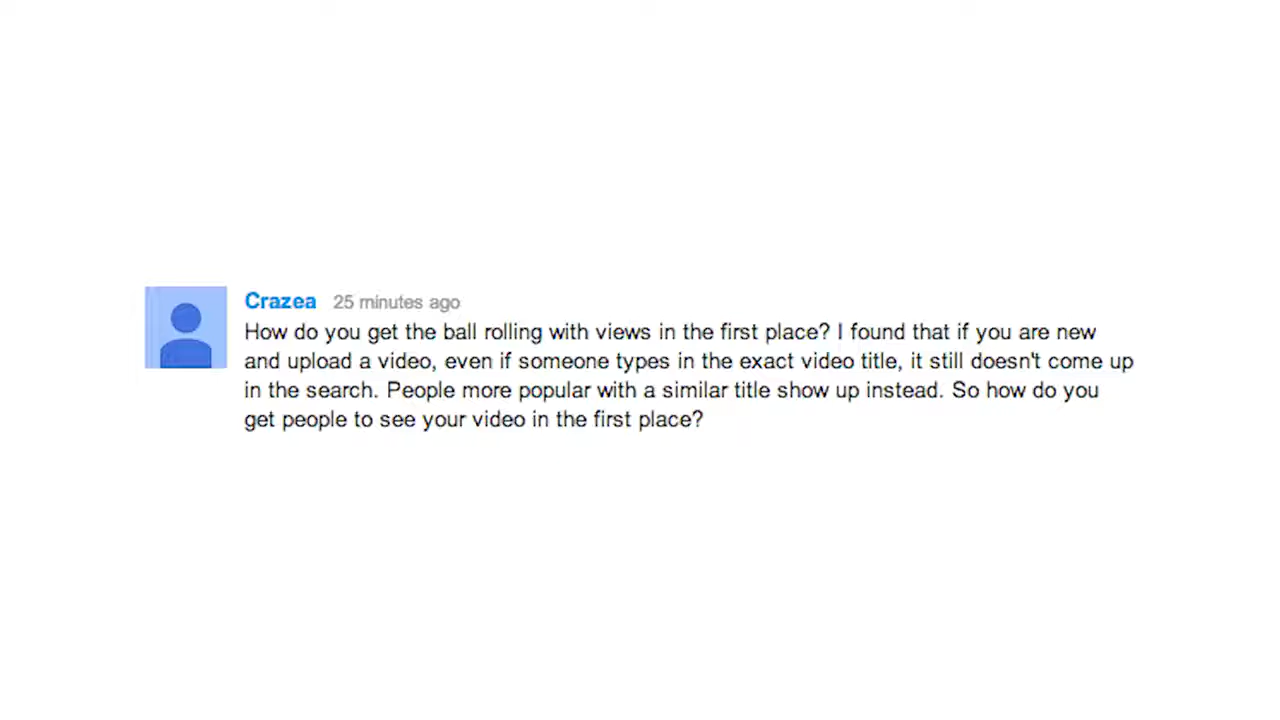 Crazea 25 minutes ago
How do you get the ball rolling with views in the first place? I found that if you are new
and upload a video, even if someone types in the exact video title, it still doesn't come up
in the search. People more popular with a similar title show up instead. So how do you
get people to see your video in the first place?